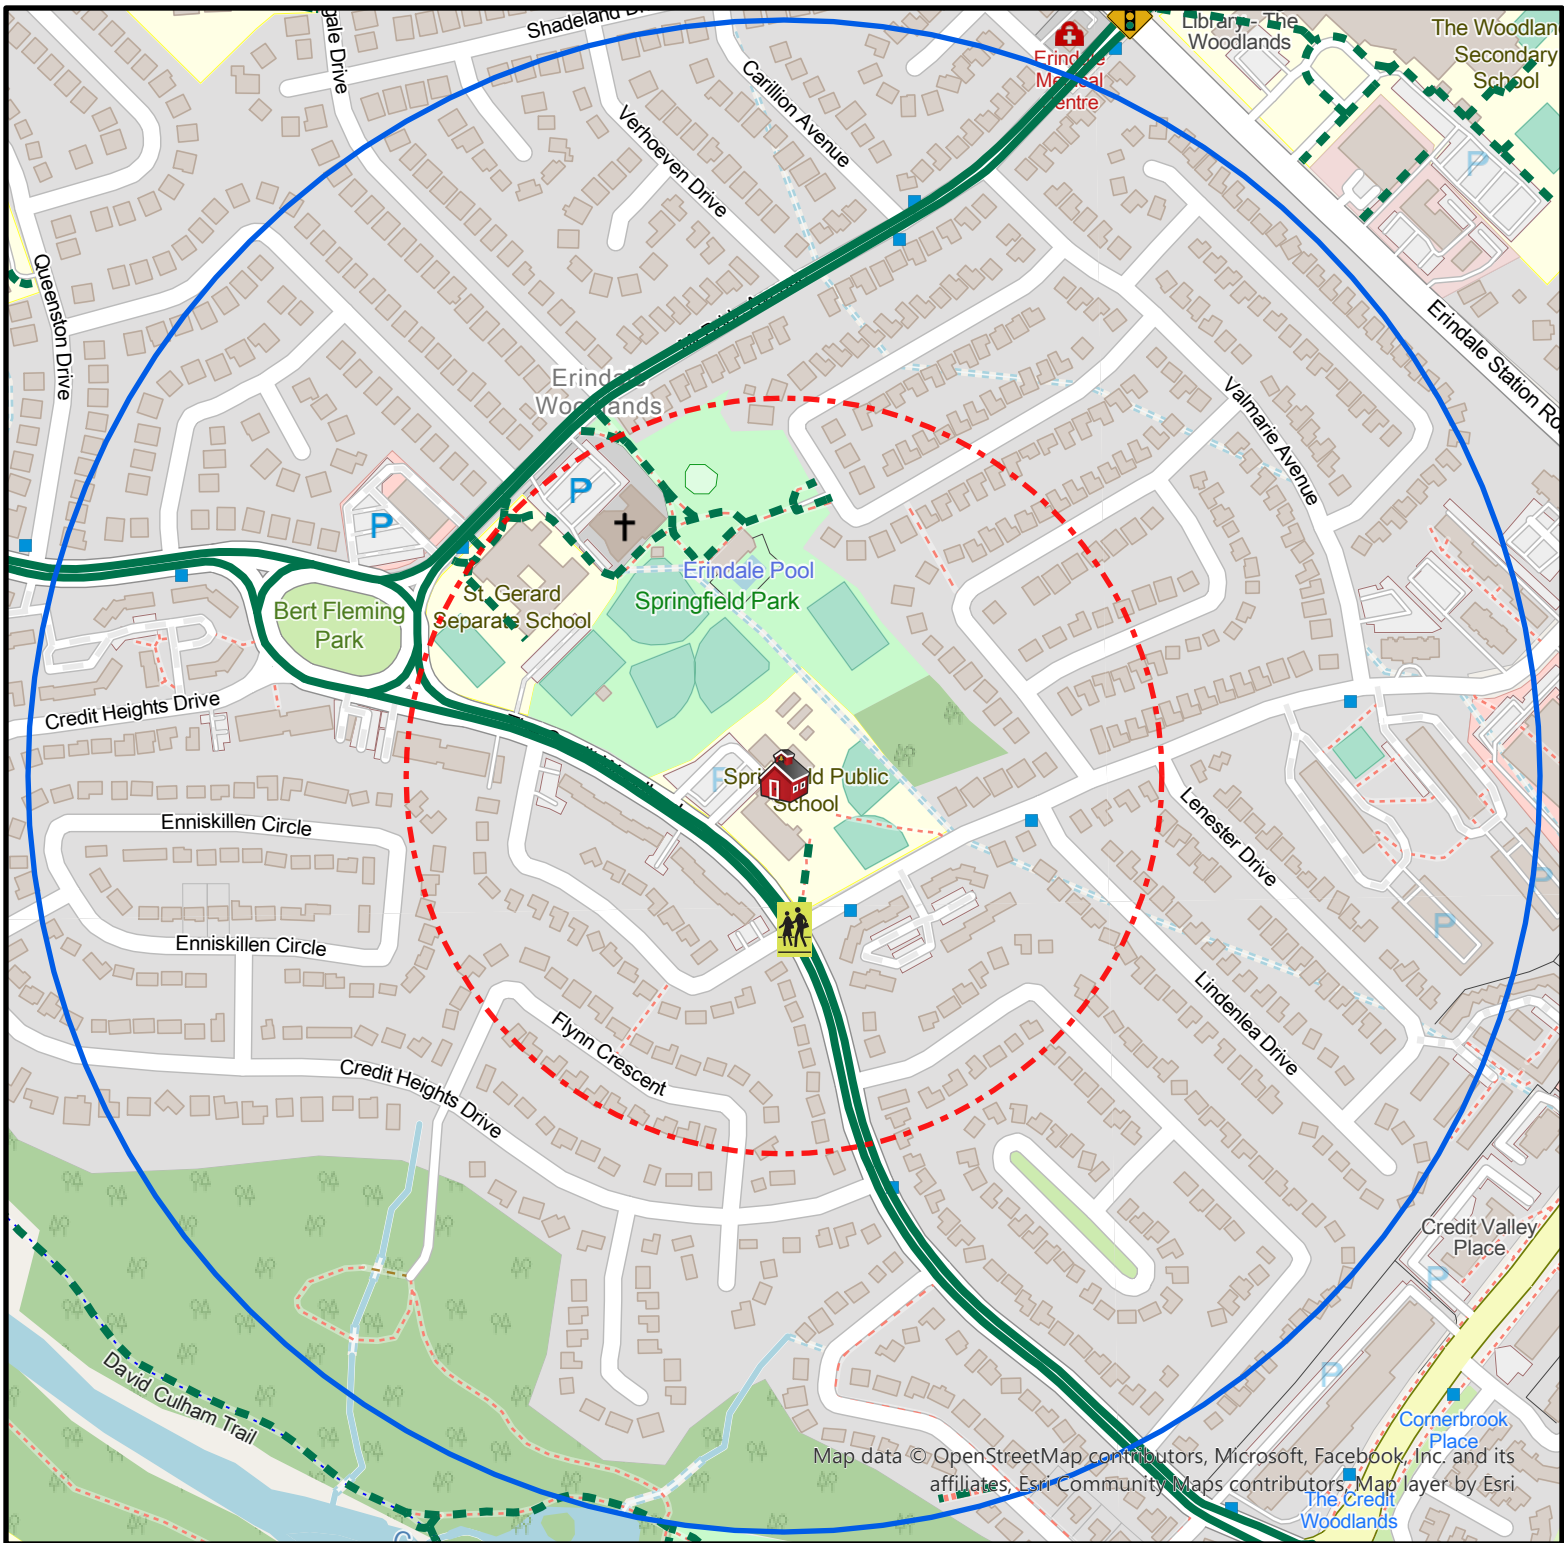 Shadeland
Library - The
Woodlands
The Woodlan
Secondary
School
Carillion Avenue
Verhoeven Drive
Queenston Drive
Erindale Station Ro
Valmarie Avenue
P
P
P
Bert Fleming
Park
St. Gerard
Separate School
Erindale Pool
Springfield Park
Credit Heights Drive
School
Enniskillen Circle
Enniskillen Circle
Lenester Drive
P
P
Flynn Crescent
Lindenlea Drive
Credit Heights Drive
Credit Valley
Place
P
P
David Culham Trail
Cornerbrook
Place
Map data © OpenStreetMap contributors, Microsoft, Facebook, Inc. and its
affiliates, Esri Community Maps contributors, Map layer by Esri
The Credit
Woodlands